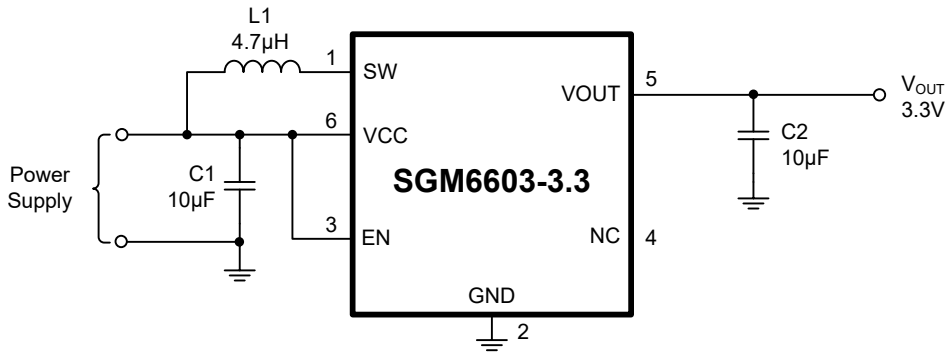 L1
4.7µH
1
SW
6
VCC
Power
Supply
C1
10µF
3
EN
SGM6603-3.3
VOUT
5
V_OUT
3.3V
C2
10µF
NC
4
GND
2